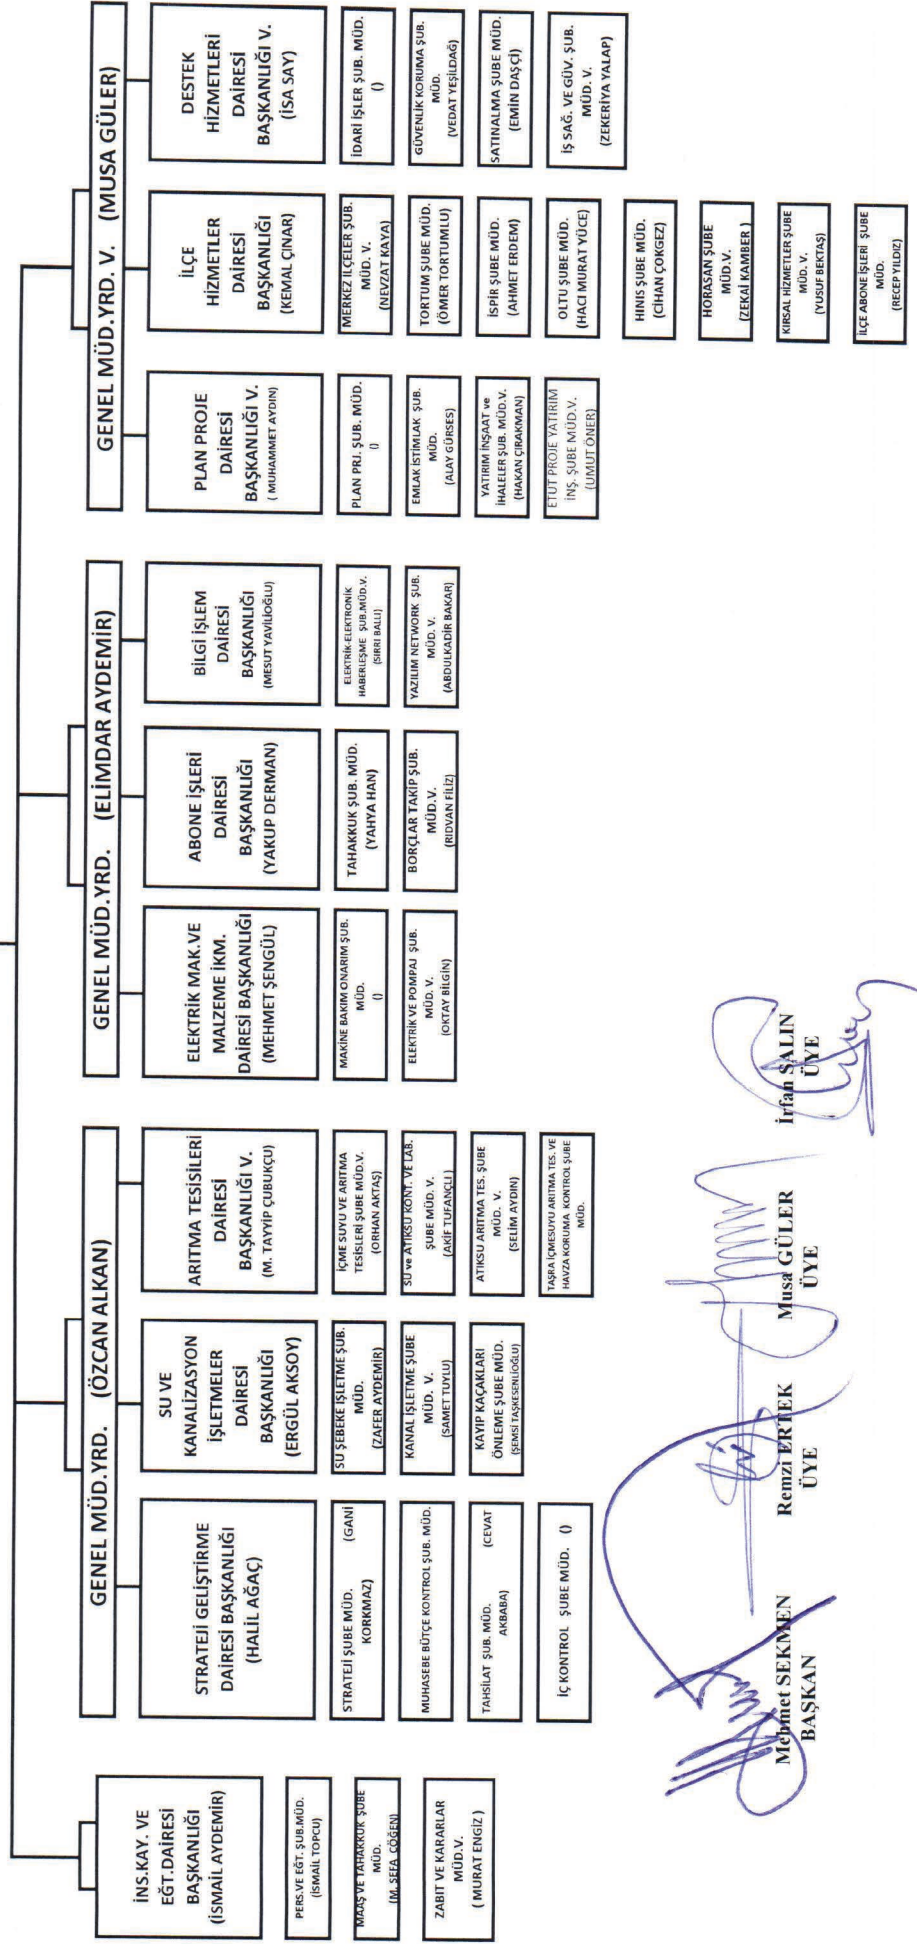 İNS.KAY. VE
EĞT.DAİRESİ
BAŞKANLIĞI
(İSMAİL AYDEMİR)
PERS.VE EĞT. ŞUB.MÜD.
(İSMAİL TOPCU)
MAAŞ VE TAHAKKUK ŞUBE
MÜD.
(M. SEFA CÖĞEN)
ZABIT VE KARARLAR
MÜD.V.
( MURAT ENGİZ )
GENEL MÜD.YRD. (ÖZCAN ALKAN)
STRATEJİ GELİŞTİRME
DAİRESİ BAŞKANLIĞI
(HALİL AĞAÇ)
STRATEJİ ŞUBE MÜD. (GANİ
KORKMAZ)
MUHASEBE BÜTÇE KONTROL ŞUB. MÜD.
TAHSİLAT ŞUB. MÜD. (CEVAT
AKBABA)
İÇ KONTROL ŞUBE MÜD. ()
SU VE
KANALİZASYON
İŞLETMELER
DAİRESİ
BAŞKANLIĞI
(ERGÜL AKSOY)
SU ŞEBEKE İŞLETME ŞUB.
MÜD.
(ZAFER AYDEMİR)
KANAL İŞLETME ŞUBE
MÜD. V.
(SAMET TUYLU)
KAYIP KAÇAKLARI
ÖNLEME ŞUBE MÜD.
(ŞEMSİ TAŞKESENLİOĞLU)
ARITMA TESİSİLERİ
DAİRESİ
BAŞKANLIĞI V.
(M. TAYYİP ÇUBUKÇU)
İÇME SUYU VE ARITMA
TESİSLERİ ŞUBE MÜD.V.
(ORHAN AKTAŞ)
SU ve ATIKSU KONT. VE LAB.
ŞUBE MÜD. V.
(AKİF TUFANÇLI)
ATIKSU ARITMA TES. ŞUBE
MÜD. V.
(SELİM AYDIN)
TAŞRA İÇMESUYU ARITMA TES. VE
HAVZA KORUMA KONTROL ŞUBE
MÜD.
GENEL MÜD.YRD. (ELİMDAR AYDEMİR)
ELEKTRİK MAK.VE
MALZEME İKM.
DAİRESİ BAŞKANLIĞI
(MEHMET ŞENGÜL)
MAKİNE BAKIM ONARIM ŞUB.
MÜD.
()
ELEKTRİK VE POMPAJ ŞUB.
MÜD. V.
(OKTAY BİLGİN)
ABONE İŞLERİ
DAİRESİ
BAŞKANLIĞI
(YAKUP DERMAN)
TAHAKKUK ŞUB. MÜD.
(YAHYA HAN)
BORÇLAR TAKİP ŞUB.
MÜD.V.
(RIDVAN FİLİZ)
BİLGİ İŞLEM
DAİRESİ
BAŞKANLIĞI
(MESUT YAVİLİOĞLU)
ELEKTRİK-ELEKTRONİK
HABERLEŞME ŞUB.MÜD.V.
(SIRRI BALLI)
YAZILIM NETWORK ŞUB.
MÜD. V.
(ABDULKADİR BAKAR)
GENEL MÜD.YRD. V. (MUSA GÜLER)
PLAN PROJE
DAİRESİ
BAŞKANLIĞI V.
( MUHAMMET AYDIN)
PLAN PRJ. ŞUB. MÜD.
()
EMLAK İSTİMLAK ŞUB.
MÜD.
(ALAY GÜRSES)
YATIRIM İNŞAAT ve
İHALELER ŞUB. MÜD.V.
(HAKAN ÇIRAKMAN)
ETUT PROJE YATIRIM
İNŞ. ŞUBE MÜD.V.
(UMUT ÖNER)
İLÇE
HİZMETLER
DAİRESİ
BAŞKANLIĞI
(KEMAL ÇINAR)
MERKEZ İLÇELER ŞUB.
MÜD. V.
(NEVZAT KAYA)
TORTUM ŞUBE MÜD.
(ÖMER TORTUMLU)
İSPİR ŞUBE MÜD.
(AHMET ERDEM)
OLTU ŞUBE MÜD.
(HACI MURAT YÜCE)
HINIS ŞUBE MÜD.
(CİHAN ÇOKGEZ)
HORASAN ŞUBE
MÜD.V.
(ZEKAİ KAMBER )
KIRSAL HİZMETLER ŞUBE
MÜD. V.
(YUSUF BEKTAŞ)
İLÇE ABONE İŞLERİ ŞUBE
MÜD.
(RECEP YILDIZ)
DESTEK
HİZMETLERİ
DAİRESİ
BAŞKANLIĞI V.
(İSA SAY)
İDARİ İŞLER ŞUB. MÜD.
()
GÜVENLİK KORUMA ŞUB.
MÜD.
(VEDAT YEŞİLDAĞ)
SATINALMA ŞUBE MÜD.
(EMİN DAŞÇİ)
İŞ SAĞ. VE GÜV. ŞUB.
MÜD. V.
(ZEKERİYA YALAP)
Mehmet SEKMEN
BAŞKAN
Remzi ERTEK
ÜYE
Musa GÜLER
ÜYE
İrfan SALIN
ÜYE